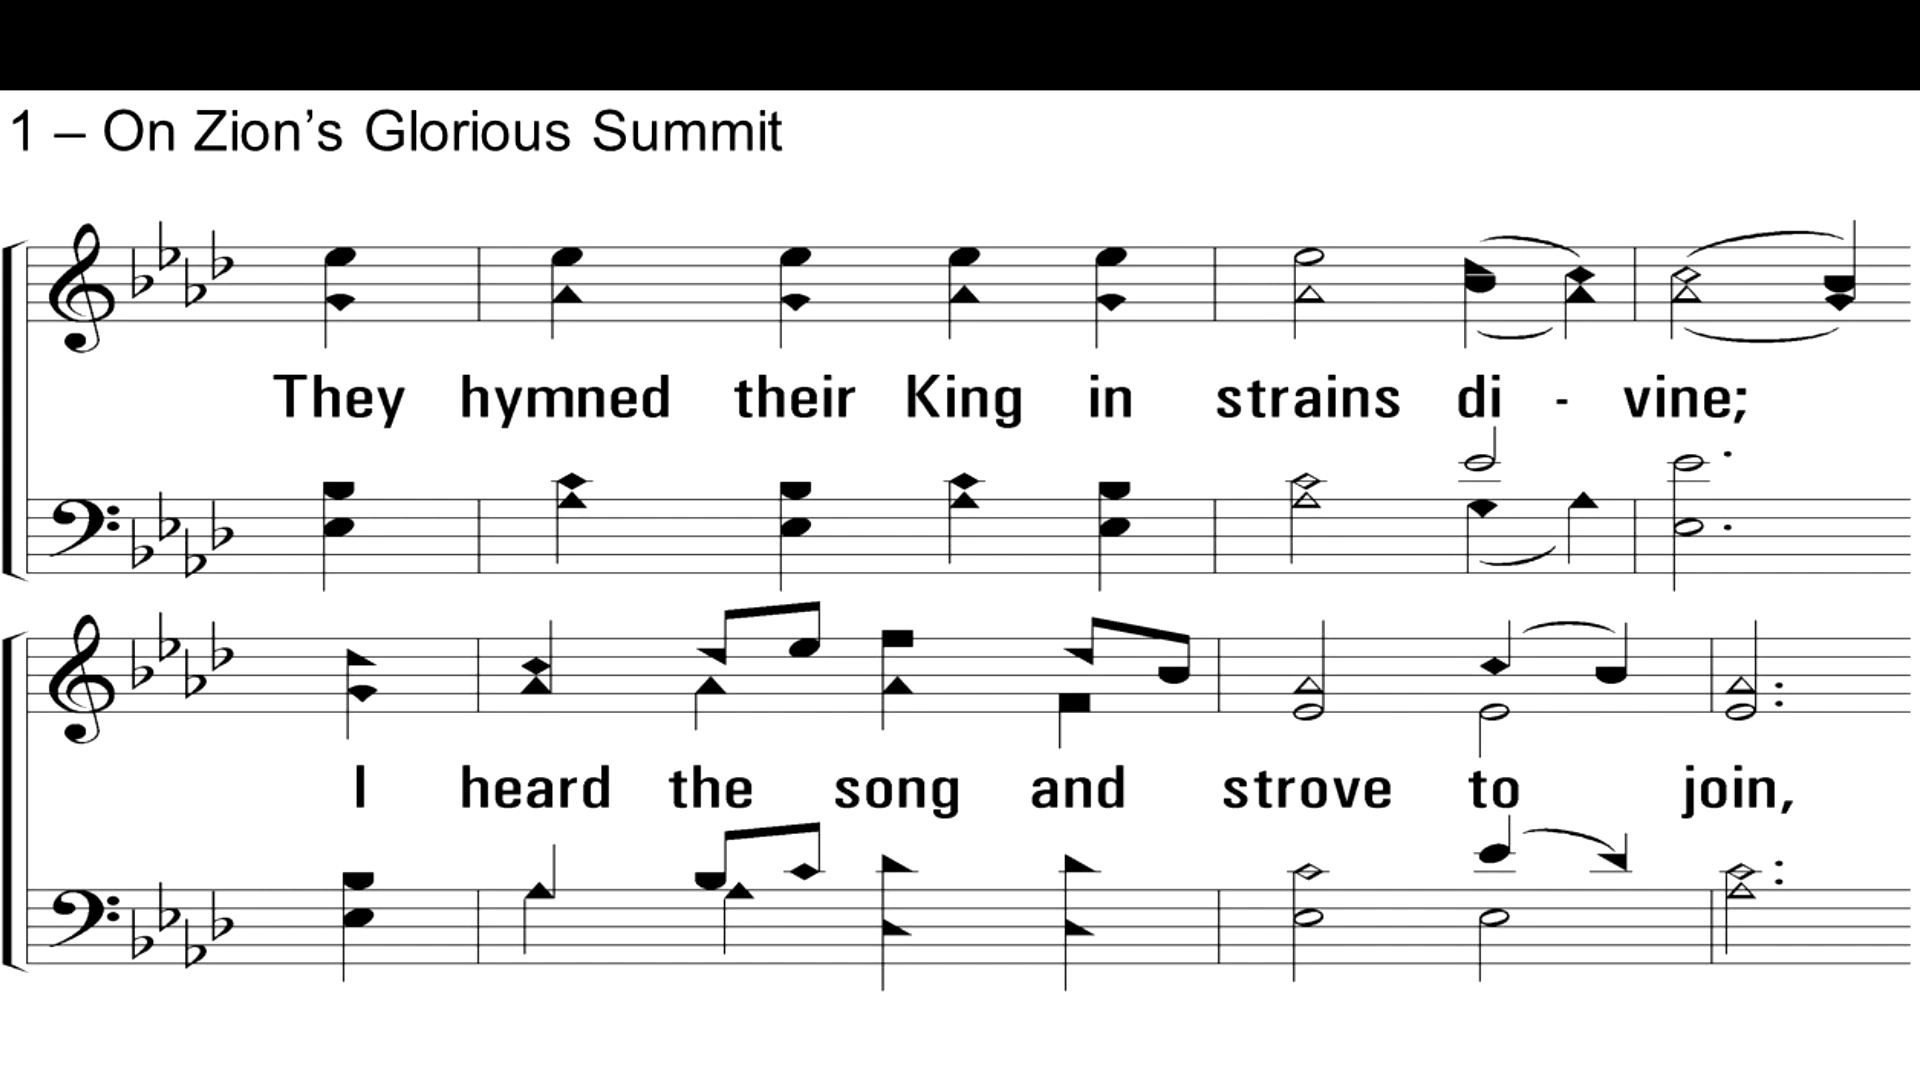 1 – On Zion’s Glorious Summit
They hymned their King in strains di - vine;
I heard the song and strove to join,